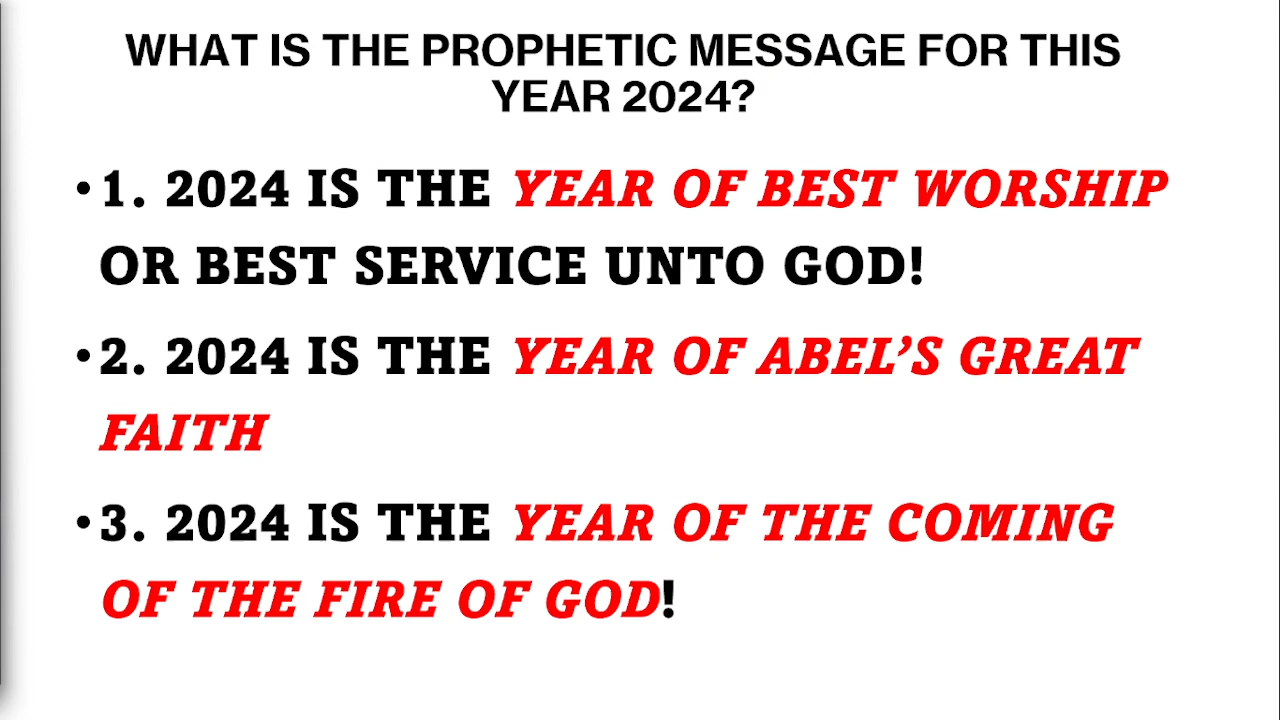 WHAT IS THE PROPHETIC MESSAGE FOR THIS
YEAR 2024?
•1. 2024 IS THE YEAR OF BEST WORSHIP
OR BEST SERVICE UNTO GOD!
•2. 2024 IS THE YEAR OF ABEL’S GREAT
FAITH
•3. 2024 IS THE YEAR OF THE COMING
OF THE FIRE OF GOD!